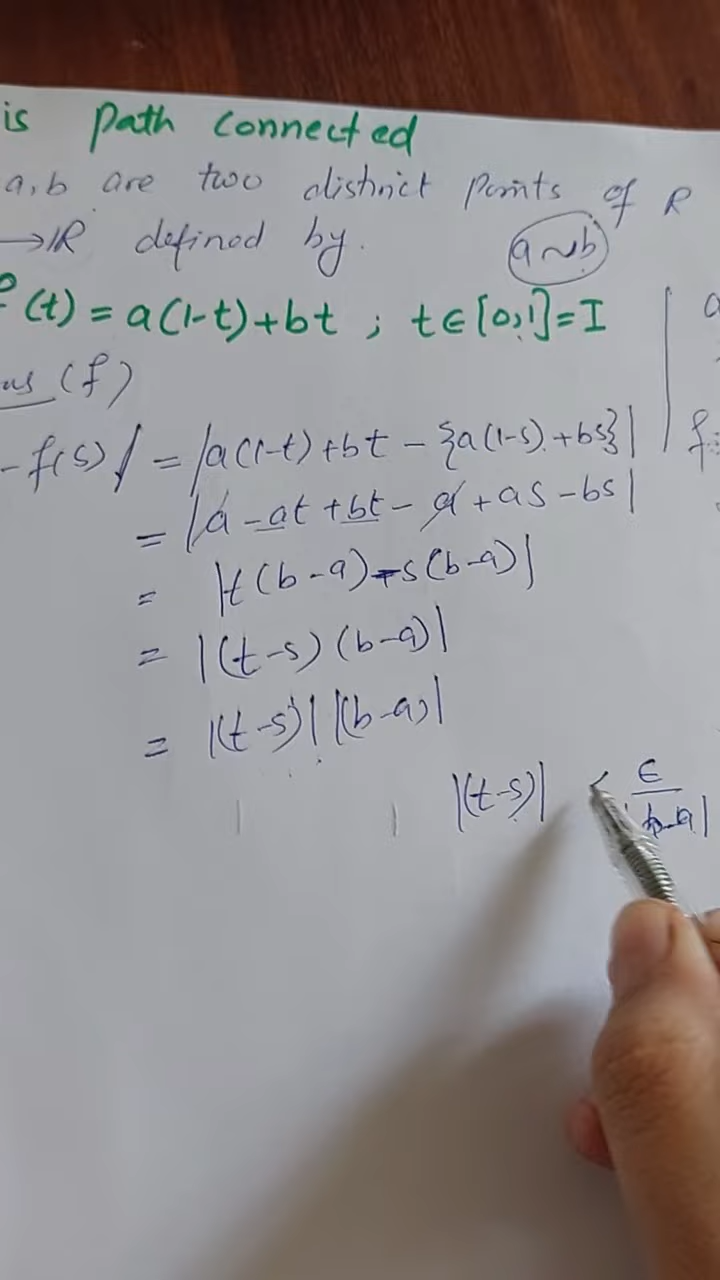 is Path connected
a,b are two distnict points of R
→ℝ defined by.
a~b
f(t) = a(1-t)+bt ; t∈[0,1]=I
(f)
-f(s)| = |a(1-t)+bt - {a(1-s)+bs}|
= |a-at+bt-a+as-bs|
= |t(b-a)-s(b-a)|
= |(t-s)(b-a)|
= |(t-s)||(b-a)|
|(t-s)| < ϵ/|b-a|
f: